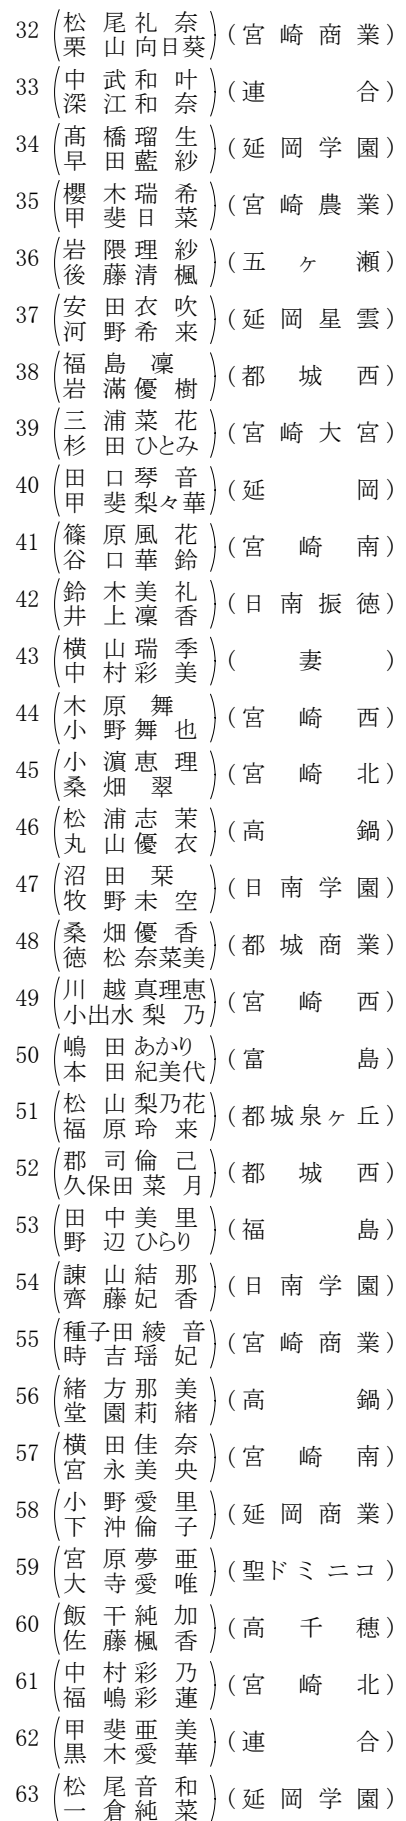 32 松尾礼奈 (宮崎商業)
栗山向日葵
33 中武和叶 (連合)
深江和奈
34 髙橋瑠生 (延岡学園)
早田藍紗
35 櫻木瑞希 (宮崎農業)
甲斐日菜
36 岩隈理紗 (五ヶ瀬)
後藤清楓
37 安田衣吹 (延岡星雲)
河野希来
38 福島凜 (都城西)
岩満優樹
39 三浦菜花 (宮崎大宮)
杉田ひとみ
40 田口琴音 (延岡)
甲斐梨々華
41 篠原風花 (宮崎南)
谷口華鈴
42 鈴木美礼 (日南振徳)
井上凜香
43 横山瑞季 (妻)
中村彩美
44 木原舞 (宮崎西)
小野舞也
45 小濵恵理 (宮崎北)
桑畑翠
46 松浦志茉 (高鍋)
丸山優衣
47 沼田栞 (日南学園)
牧野未空
48 桑畑優香 (都城商業)
徳松奈菜美
49 川越真理恵 (宮崎西)
小出水梨乃
50 嶋田あかり (富島)
本田紀美代
51 松山梨乃花 (都城泉ヶ丘)
福原玲来
52 郡司倫己 (都城西)
久保田菜月
53 田中美里 (福島)
野辺ひらり
54 諫山結那 (日南学園)
齊藤妃香
55 種子田綾音 (宮崎商業)
時吉瑶妃
56 緒方那美 (高鍋)
堂園莉緒
57 横田佳奈 (宮崎南)
宮永美央
58 小野愛里 (延岡商業)
下沖倫子
59 宮原夢亜 (聖ドミニコ)
大寺愛唯
60 飯干純加 (高千穂)
佐藤楓香
61 中村彩乃 (宮崎北)
福嶋彩蓮
62 甲斐亜美 (連合)
黒木愛華
63 松尾音和 (延岡学園)
一倉純菜